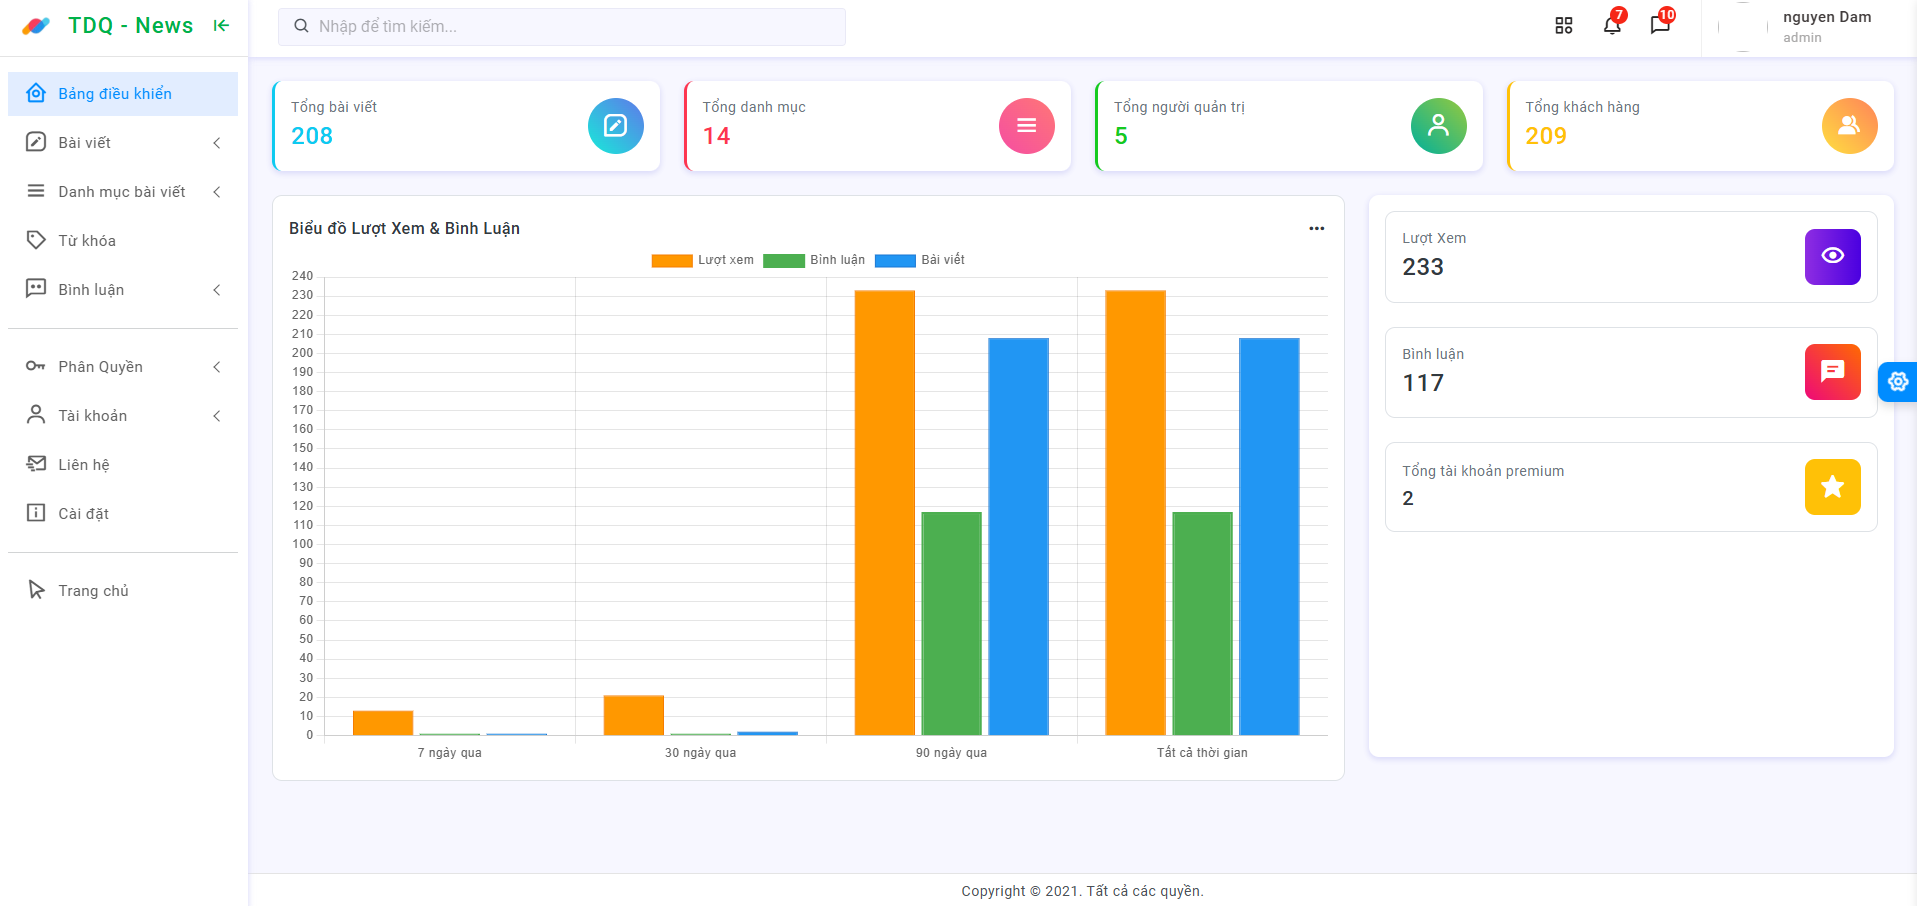 TDQ - News
Nhập để tìm kiếm...
7
10
nguyen Dam
admin
Bảng điều khiển
Bài viết
Danh mục bài viết
Từ khóa
Bình luận
Phân Quyền
Tài khoản
Liên hệ
Cài đặt
Trang chủ
Tổng bài viết
208
Tổng danh mục
14
Tổng người quản trị
5
Tổng khách hàng
209
Biểu đồ Lượt Xem & Bình Luận
Lượt xem Bình luận Bài viết
240
230
220
210
200
190
180
170
160
150
140
130
120
110
100
90
80
70
60
50
40
30
20
10
0
7 ngày qua 30 ngày qua 90 ngày qua Tất cả thời gian
Lượt Xem
233
Bình luận
117
Tổng tài khoản premium
2
Copyright © 2021. Tất cả các quyền.